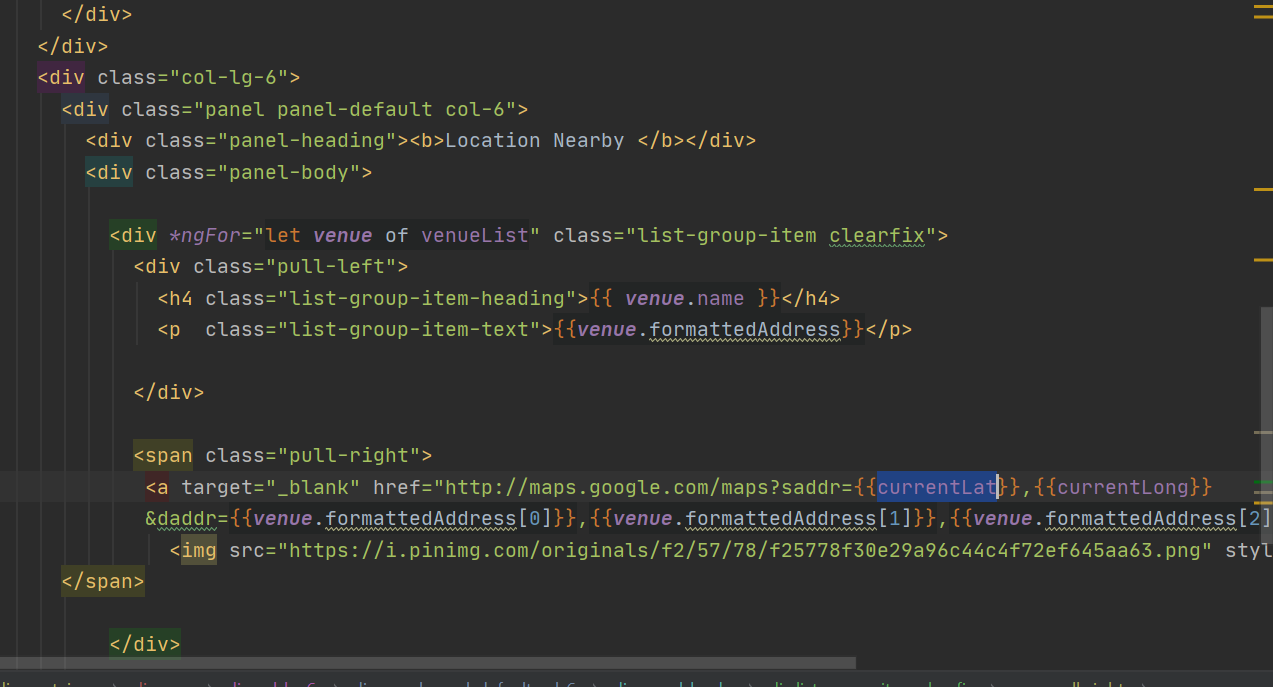 </div>
</div>
<div class="col-lg-6">
<div class="panel panel-default col-6">
<div class="panel-heading"><b>Location Nearby </b></div>
<div class="panel-body">
<div *ngFor="let venue of venueList" class="list-group-item clearfix">
<div class="pull-left">
<h4 class="list-group-item-heading">{{ venue.name }}</h4>
<p  class="list-group-item-text">{{venue.formattedAddress}}</p>
</div>
<span class="pull-right">
<a target="_blank" href="http://maps.google.com/maps?saddr={{currentLat}},{{currentLong}}
&daddr={{venue.formattedAddress[0]}},{{venue.formattedAddress[1]}},{{venue.formattedAddress[2]
<img src="https://i.pinimg.com/originals/f2/57/78/f25778f30e29a96c44c4f72ef645aa63.png" styl
</span>
</div>